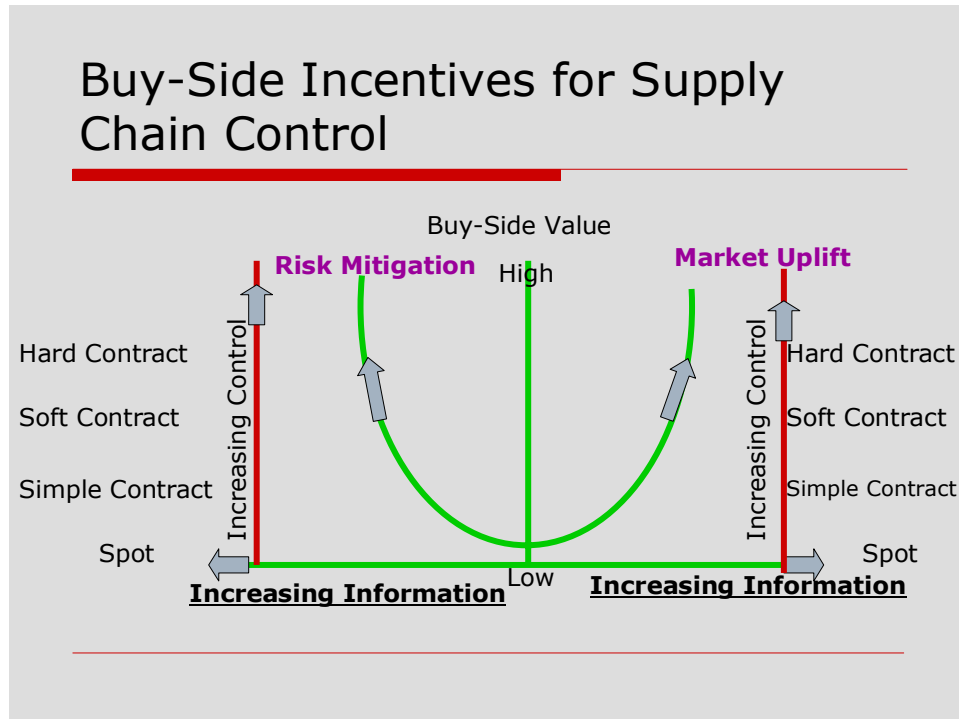 Buy-Side Incentives for Supply
Chain Control
Buy-Side Value
Risk Mitigation
High
Market Uplift
Increasing Control
Increasing Control
Hard Contract
Hard Contract
Soft Contract
Soft Contract
Simple Contract
Simple Contract
Spot
Spot
Low
Increasing Information
Increasing Information